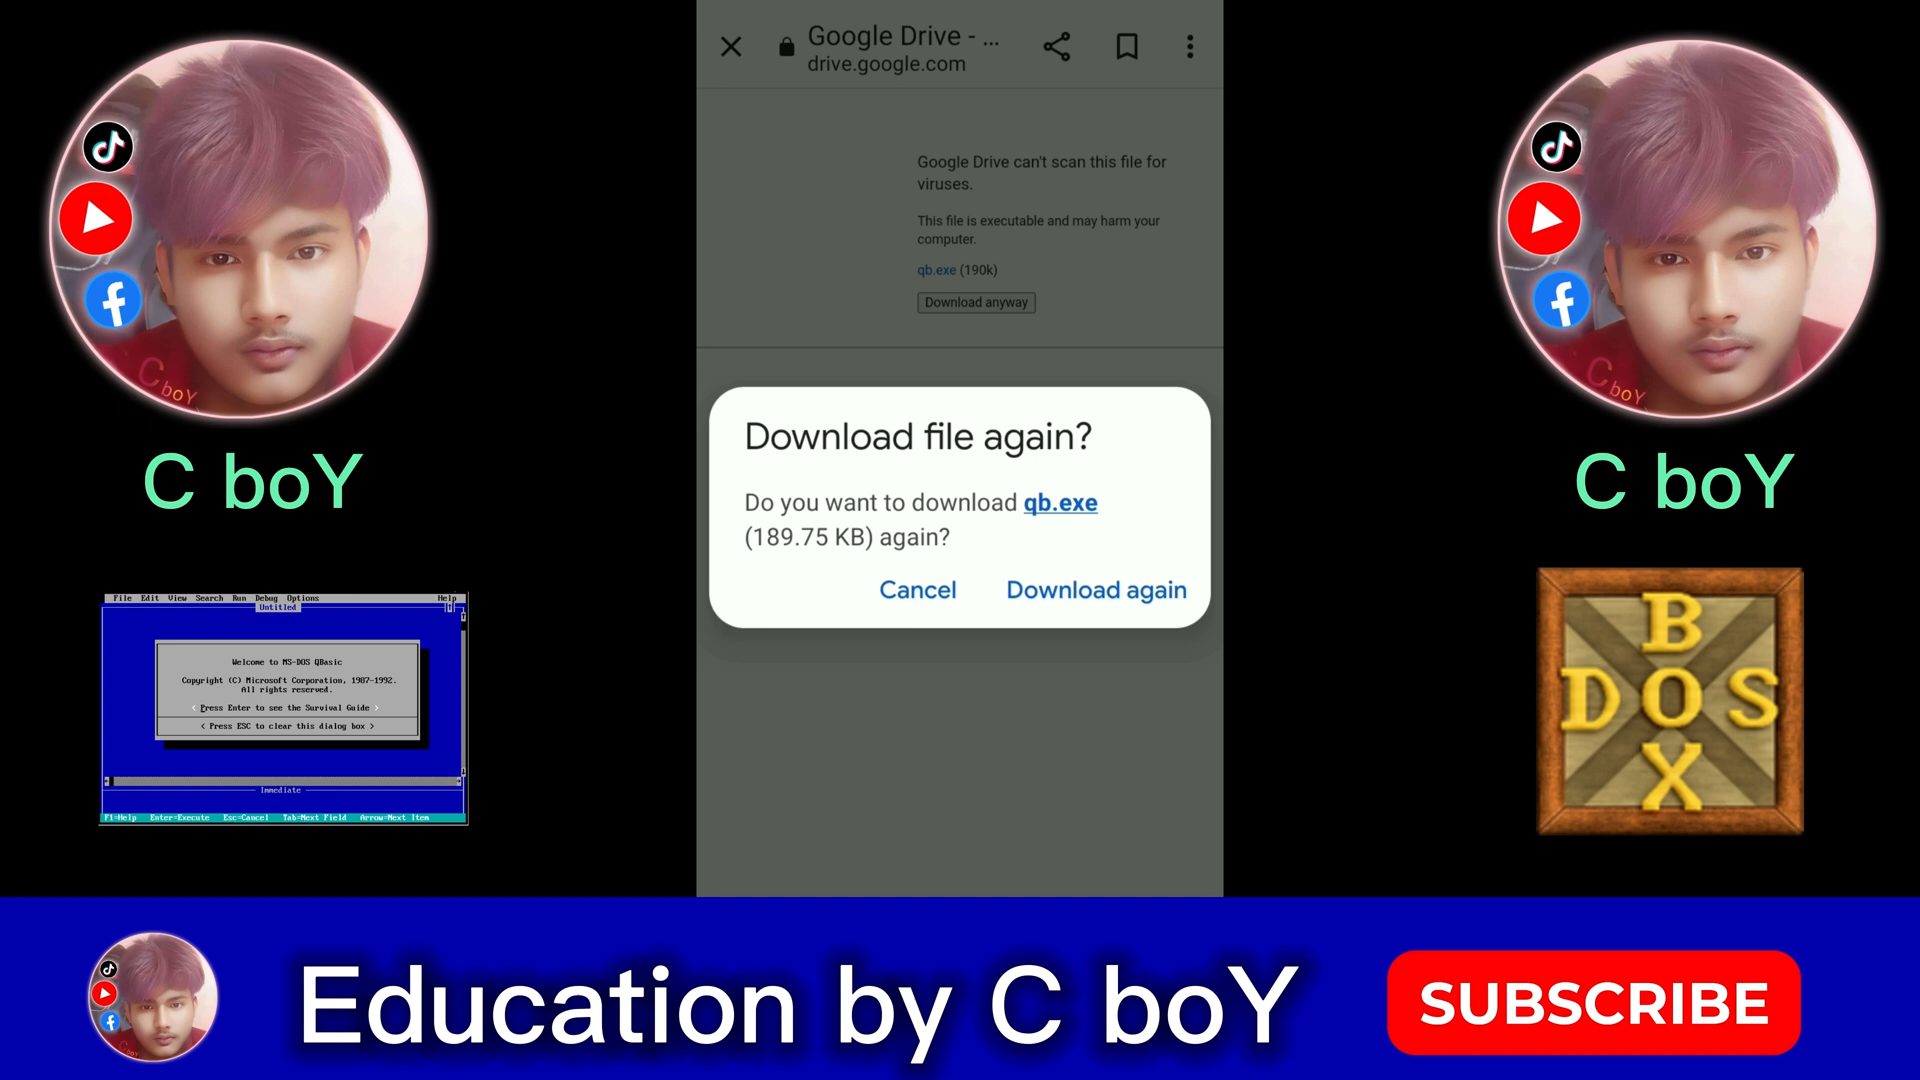 Google Drive - ...
drive.google.com
Google Drive can't scan this file for
viruses.
This file is executable and may harm your
computer.
qb.exe (190k)
Download anyway
Download file again?
Do you want to download qb.exe
(189.75 KB) again?
Cancel Download again
C boY
C boY
C boY
C boY
File Edit View Search Run Debug Options Help
Untitled
Welcome to MS-DOS QBasic
Copyright (C) Microsoft Corporation, 1987-1992.
All rights reserved.
< Press Enter to see the Survival Guide >
< Press ESC to clear this dialog box >
Immediate
F1=Help Enter=Execute Esc=Cancel Tab=Next Field Arrow=Next Item
B
DOS
X
Education by C boY
SUBSCRIBE